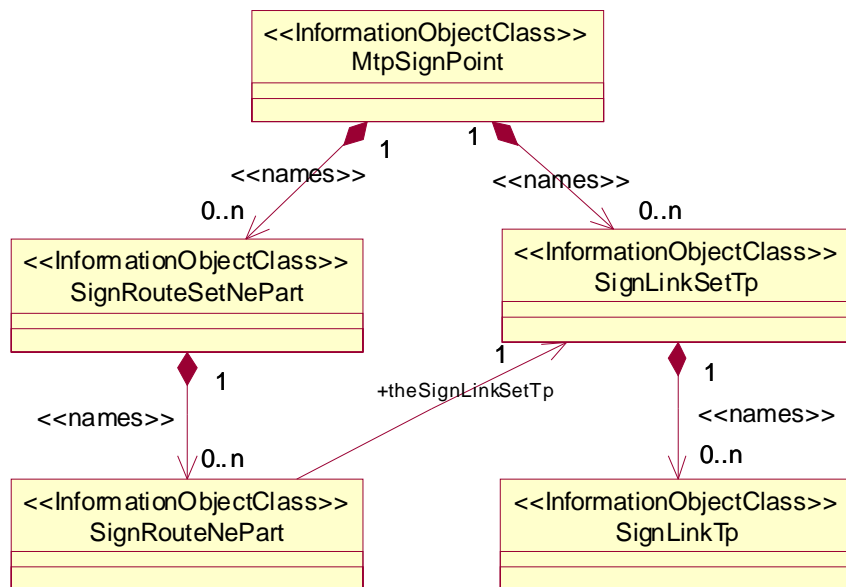 <<InformationObjectClass>>
MtpSignPoint
1
1
<<names>>
<<names>>
0..n
0..n
<<InformationObjectClass>>
SignRouteSetNePart
<<InformationObjectClass>>
SignLinkSetTp
1
1
1
+theSignLinkSetTp
<<names>>
<<names>>
0..n
0..n
<<InformationObjectClass>>
SignRouteNePart
<<InformationObjectClass>>
SignLinkTp